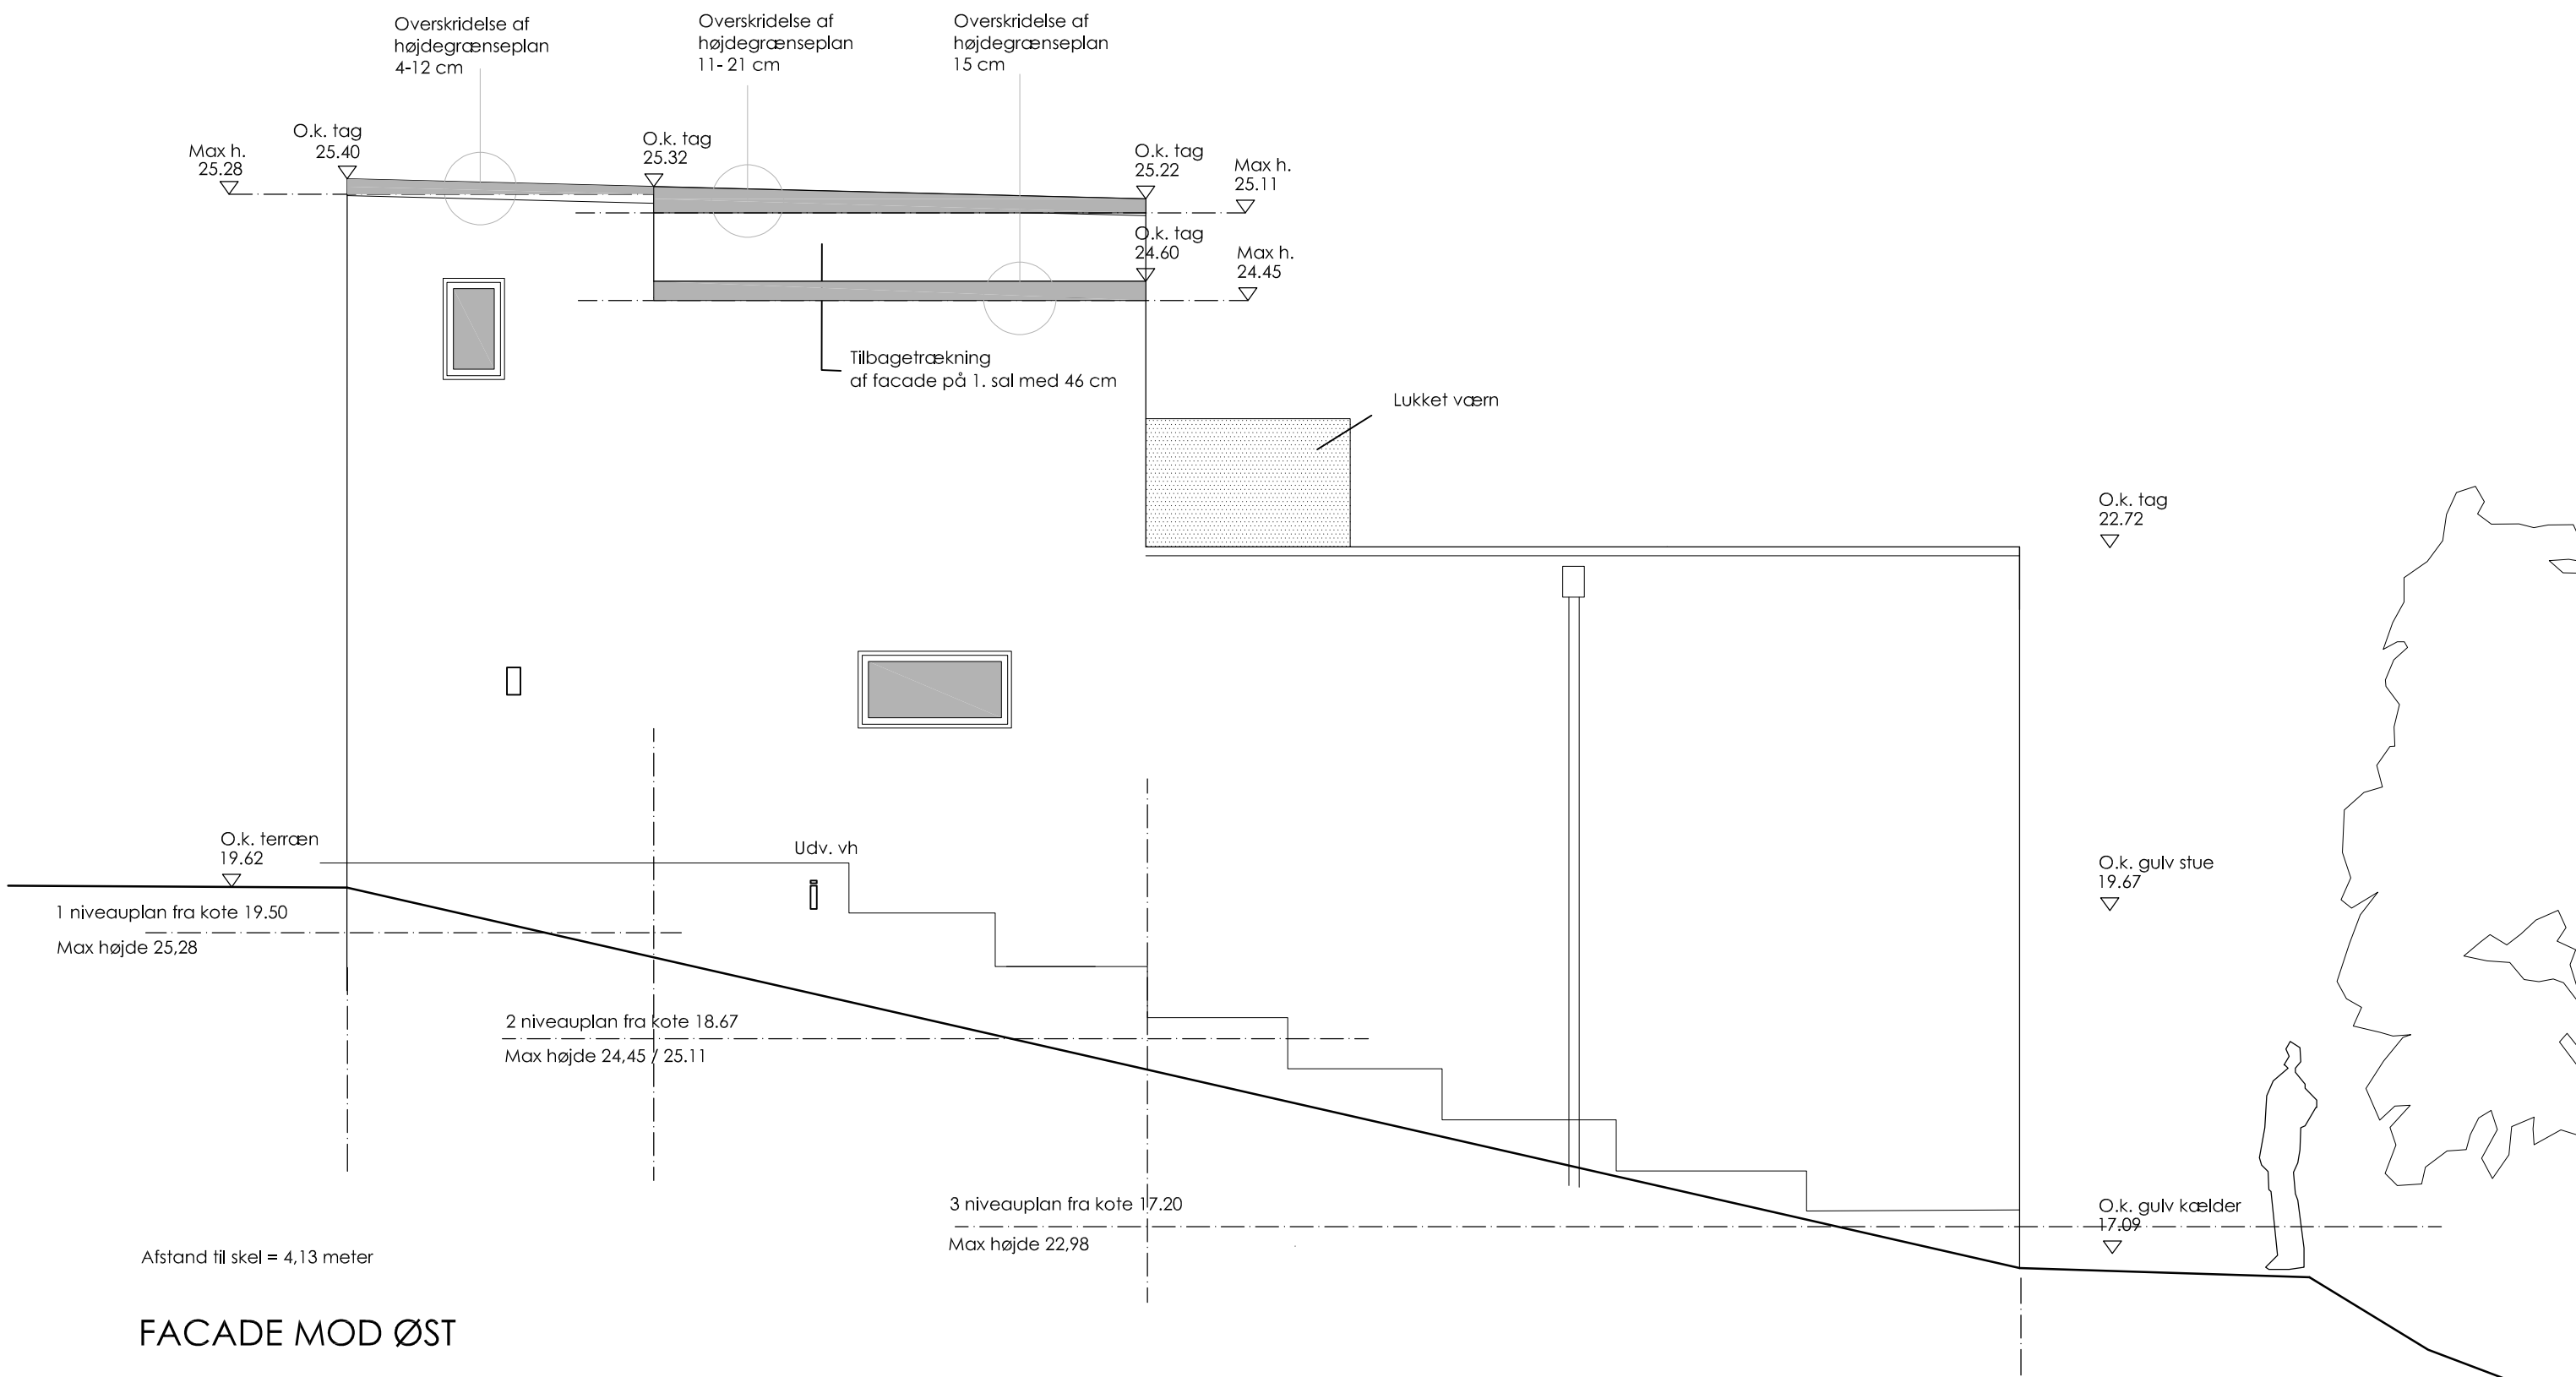 Overskridelse af
højdegrænseplan
4-12 cm
Overskridelse af
højdegrænseplan
11- 21 cm
Overskridelse af
højdegrænseplan
15 cm
Max h.
25.28
O.k. tag
25.40
O.k. tag
25.32
O.k. tag
25.22
Max h.
25.11
O.k. tag
24.60
Max h.
24.45
Tilbagetrækning
af facade på 1. sal med 46 cm
Lukket værn
O.k. tag
22.72
O.k. terræn
19.62
Udv. vh
O.k. gulv stue
19.67
1 niveauplan fra kote 19.50
Max højde 25,28
2 niveauplan fra kote 18.67
Max højde 24,45 / 25.11
3 niveauplan fra kote 17.20
Max højde 22,98
O.k. gulv kælder
17.09
Afstand til skel = 4,13 meter
FACADE MOD ØST